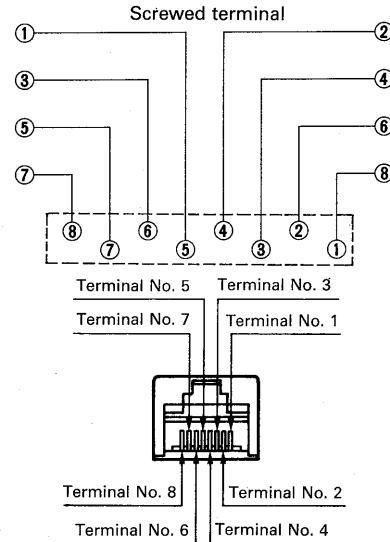 Screwed terminal
① ②
③ ④
⑤ ⑥
⑦ ⑧
⑧ ⑥ ④ ②
⑦ ⑤ ③ ①
Terminal No. 5 Terminal No. 3
Terminal No. 7 Terminal No. 1
Terminal No. 8 Terminal No. 2
Terminal No. 6 Terminal No. 4